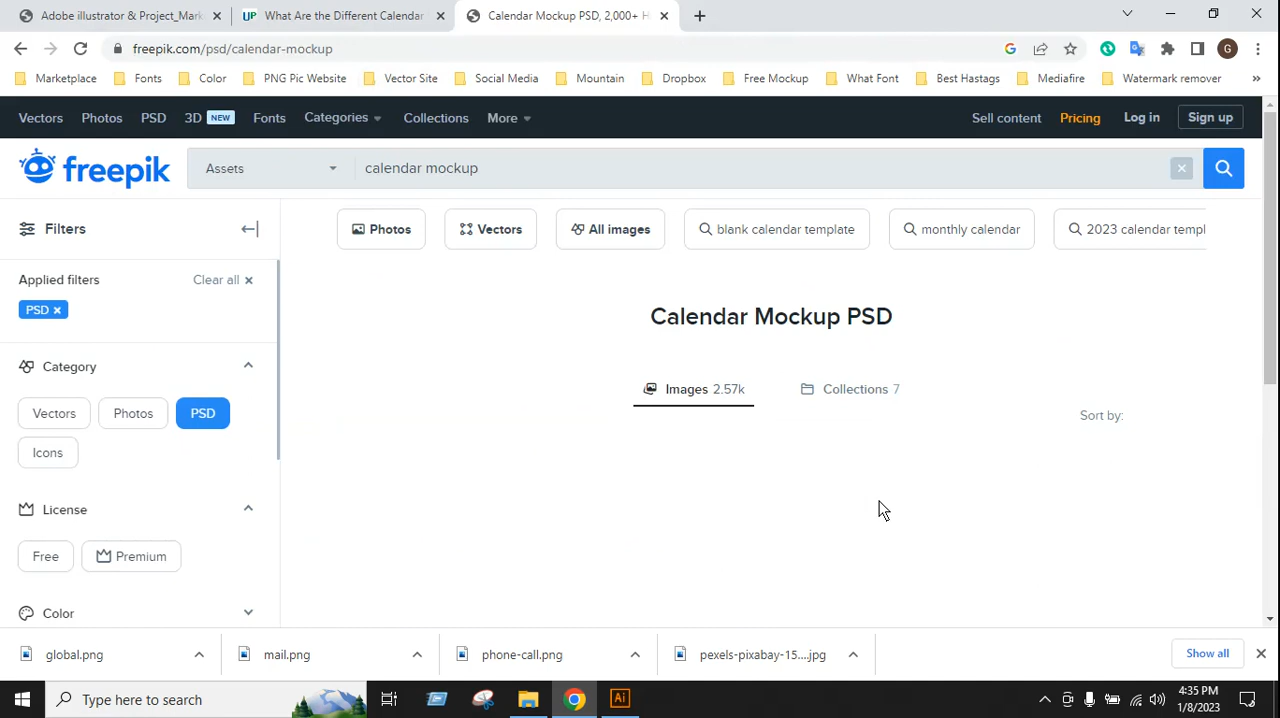 Adobe illustrator & Project_Mark
UP What Are the Different Calendar
Calendar Mockup PSD, 2,000+ H
freepik.com/psd/calendar-mockup
G
Marketplace
Fonts
Color
PNG Pic Website
Vector Site
Social Media
Mountain
Dropbox
Free Mockup
What Font
Best Hastags
Mediafire
Watermark remover
Vectors
Photos
PSD
3D NEW
Fonts
Categories
Collections
More
Sell content
Pricing
Log in
Sign up
freepik
Assets
calendar mockup
Filters
Photos
Vectors
All images
blank calendar template
monthly calendar
2023 calendar templ
Applied filters
Clear all
PSD
Calendar Mockup PSD
Category
Images 2.57k
Collections 7
Vectors
Photos
PSD
Sort by:
Icons
License
Free
Premium
Color
global.png
mail.png
phone-call.png
pexels-pixabay-15....jpg
Show all
Type here to search
Ai
4:35 PM
1/8/2023